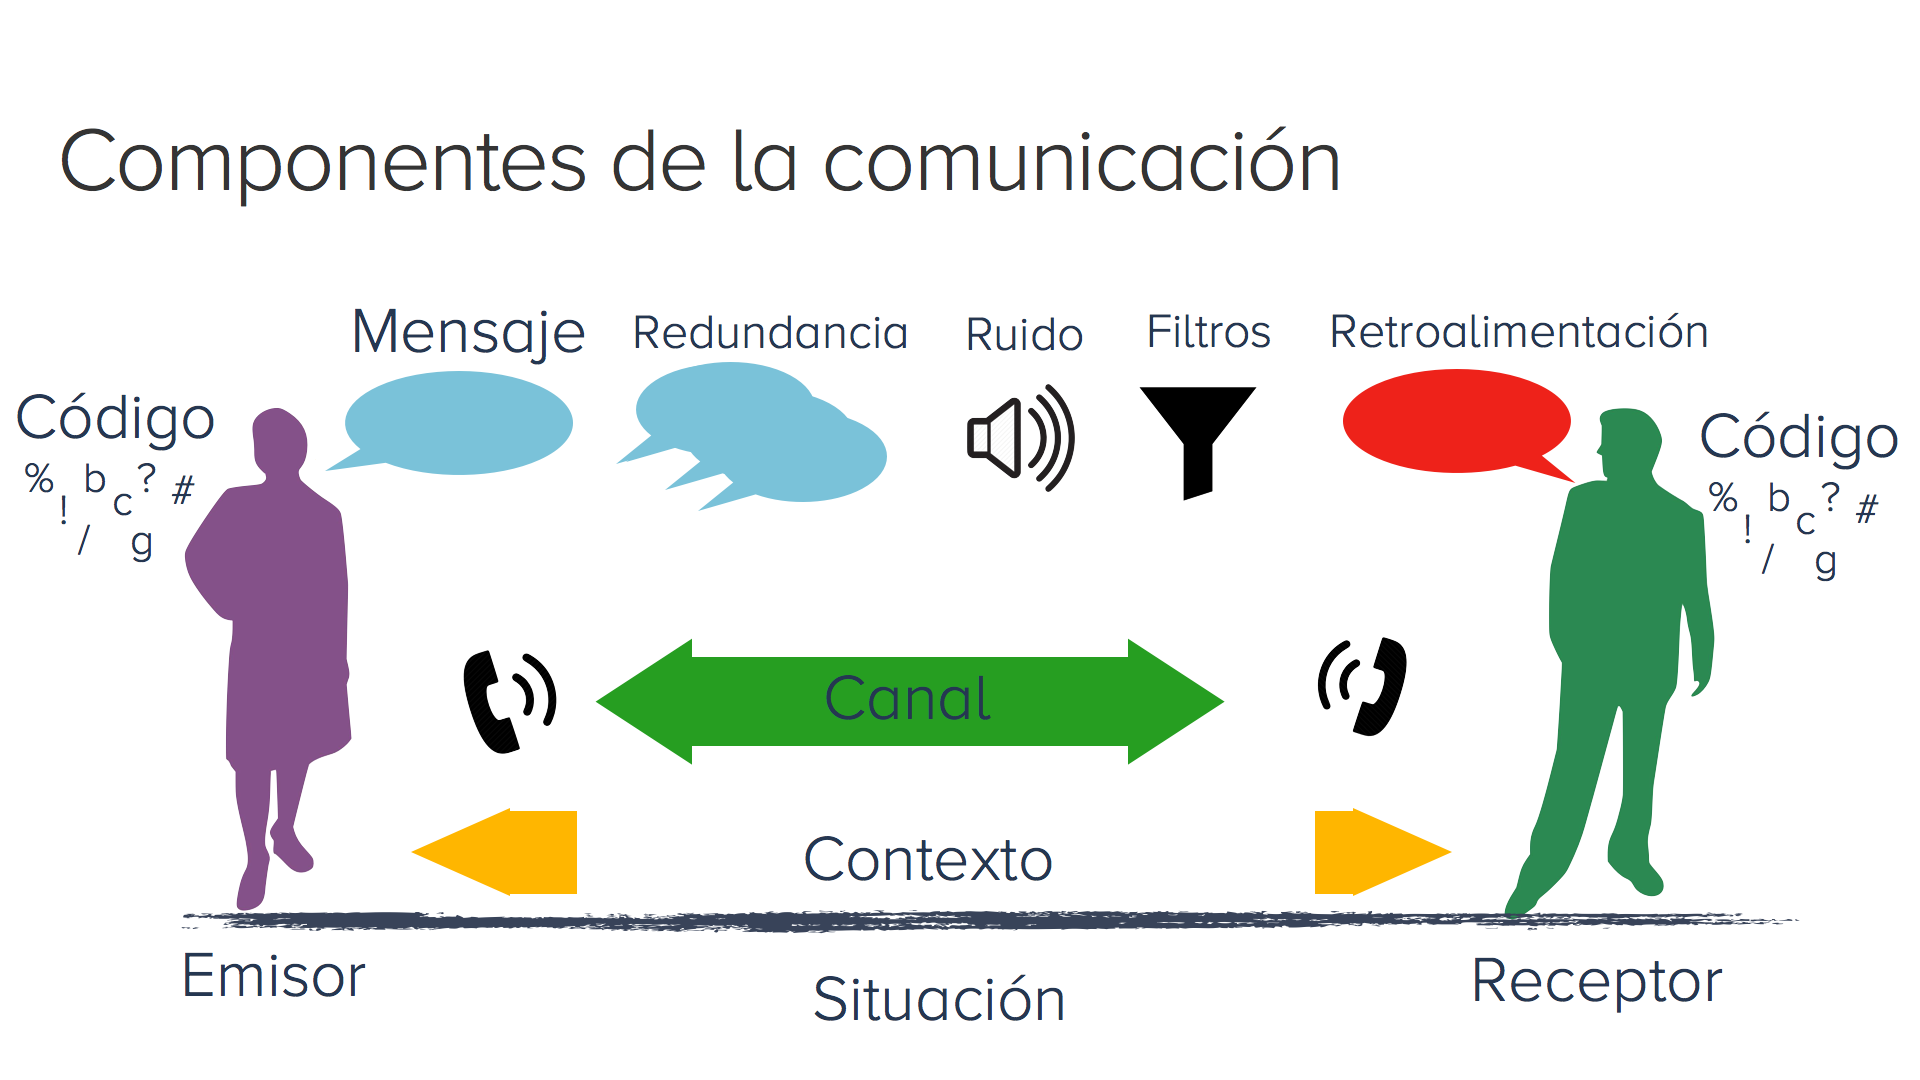 Componentes de la comunicación
Mensaje
Redundancia
Ruido
Filtros
Retroalimentación
Código
% ! b c ? #
/ g
Código
% ! b c ? #
/ g
Canal
Contexto
Emisor
Situación
Receptor